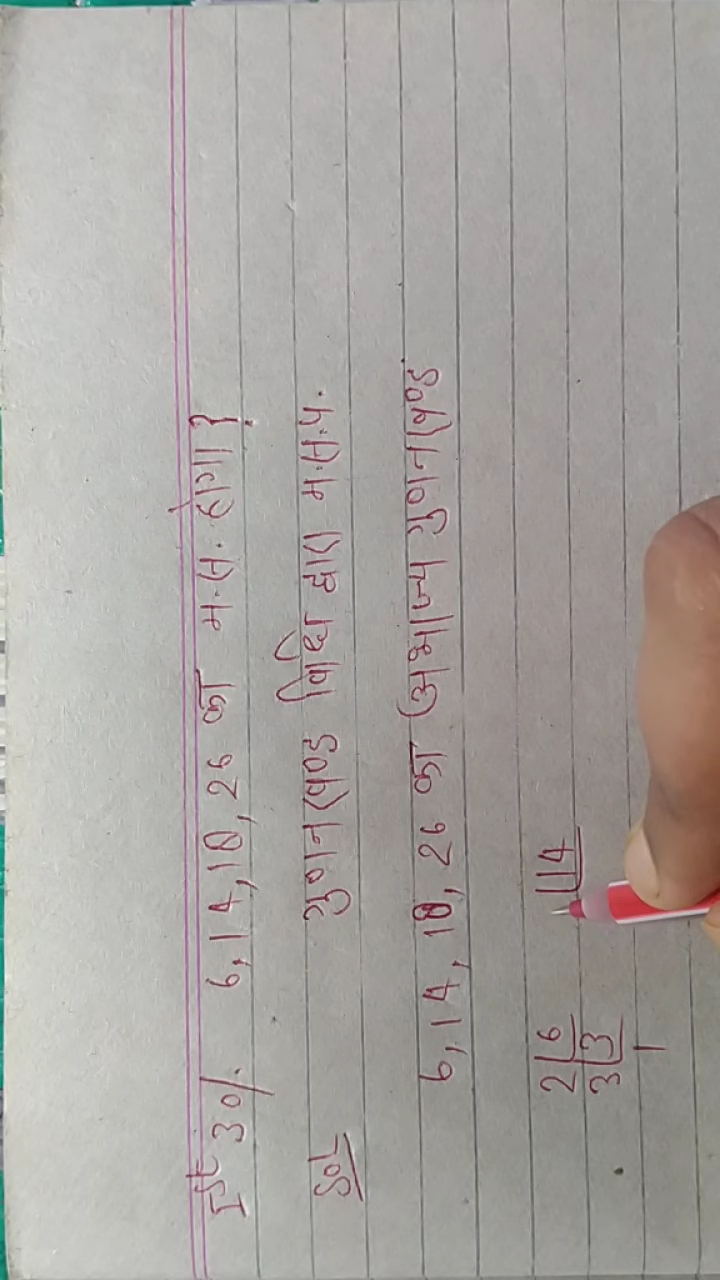 Ist 30% 6,14,18,26 का म.स. होगा?
Sol गुणनखण्ड विधि द्वारा म.स.प.
6,14,18,26 का अभाज्य गुणनखण्ड
2 6 14
3 3
1